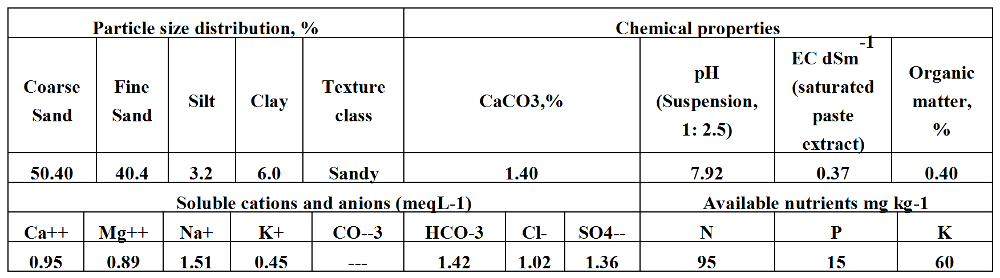 Particle size distribution, % Chemical properties
Coarse Sand Fine Sand Silt Clay Texture class CaCO3,% pH (Suspension, 1: 2.5) EC dSm-1 (saturated paste extract) Organic matter, %
50.40 40.4 3.2 6.0 Sandy 1.40 7.92 0.37 0.40
Soluble cations and anions (meqL-1) Available nutrients mg kg-1
Ca++ Mg++ Na+ K+ CO--3 HCO-3 Cl- SO4-- N P K
0.95 0.89 1.51 0.45 --- 1.42 1.02 1.36 95 15 60